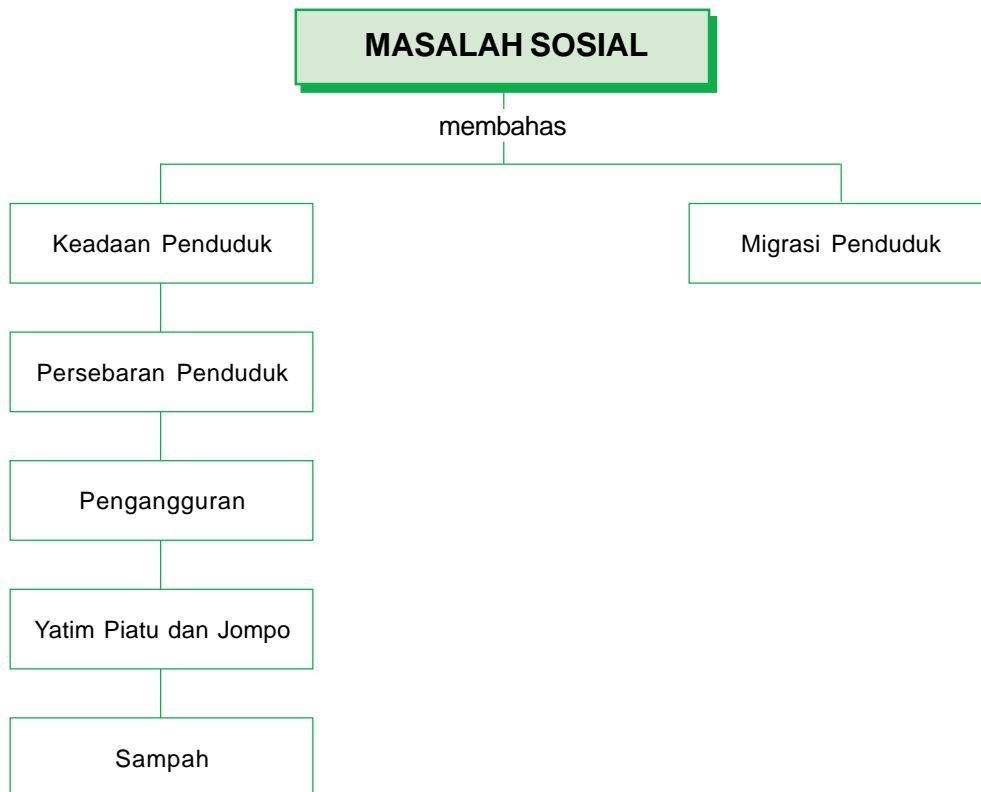 MASALAH SOSIAL
membahas
Keadaan Penduduk
Migrasi Penduduk
Persebaran Penduduk
Pengangguran
Yatim Piatu dan Jompo
Sampah